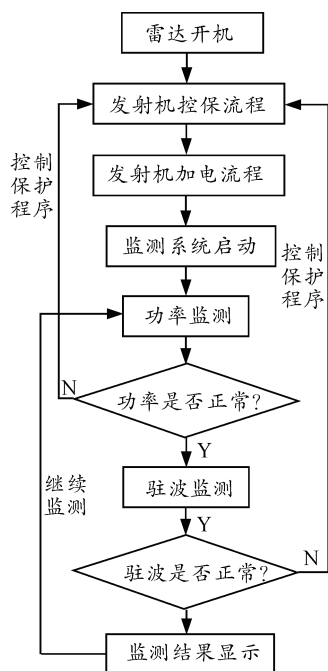 雷达开机
发射机控保流程
控制
保护
程序
发射机加电流程
监测系统启动
控制
保护
程序
功率监测
N
功率是否正常?
Y
继续
监测
驻波监测
Y
N
驻波是否正常?
监测结果显示